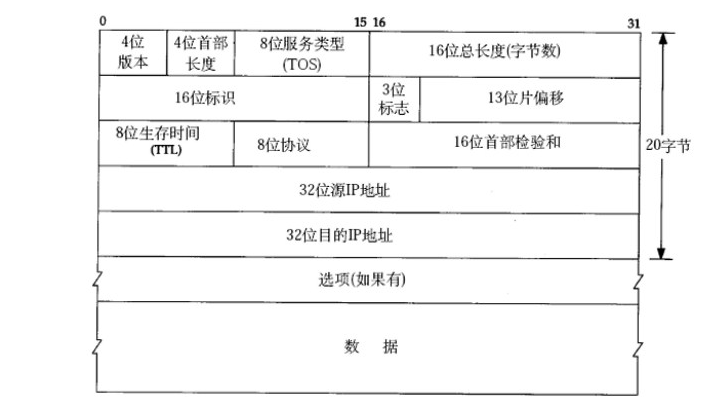 0 15 16 31
4位
版本
4位首部
长度
8位服务类型
(TOS)
16位总长度(字节数)
16位标识
3位
标志
13位片偏移
8位生存时间
(TTL)
8位协议
16位首部检验和
20字节
32位源IP地址
32位目的IP地址
选项(如果有)
数 据